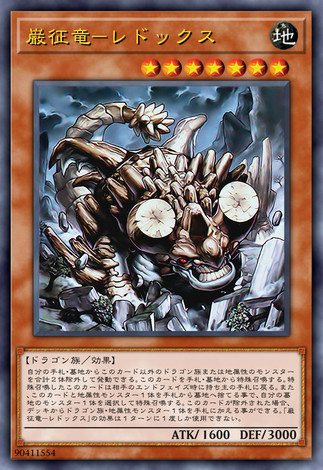 巌征竜－レドックス
地
【ドラゴン族／効果】
自分の手札・墓地からこのカード以外のドラゴン族または地属性のモンスター
を合計２体除外して発動できる。このカードを手札・墓地から特殊召喚する。特
殊召喚したこのカードは相手のエンドフェイズ時に持ち主の手札に戻る。また、
このカードと地属性モンスター１体を手札から墓地へ捨てる事で、自分の墓
地のモンスター１体を選択して特殊召喚する。このカードが除外された場合、
デッキからドラゴン族・地属性モンスター１体を手札に加える事ができる。「巌
征竜－レドックス」の効果は１ターンに１度しか使用できない。
ATK/1600 DEF/3000
90411554